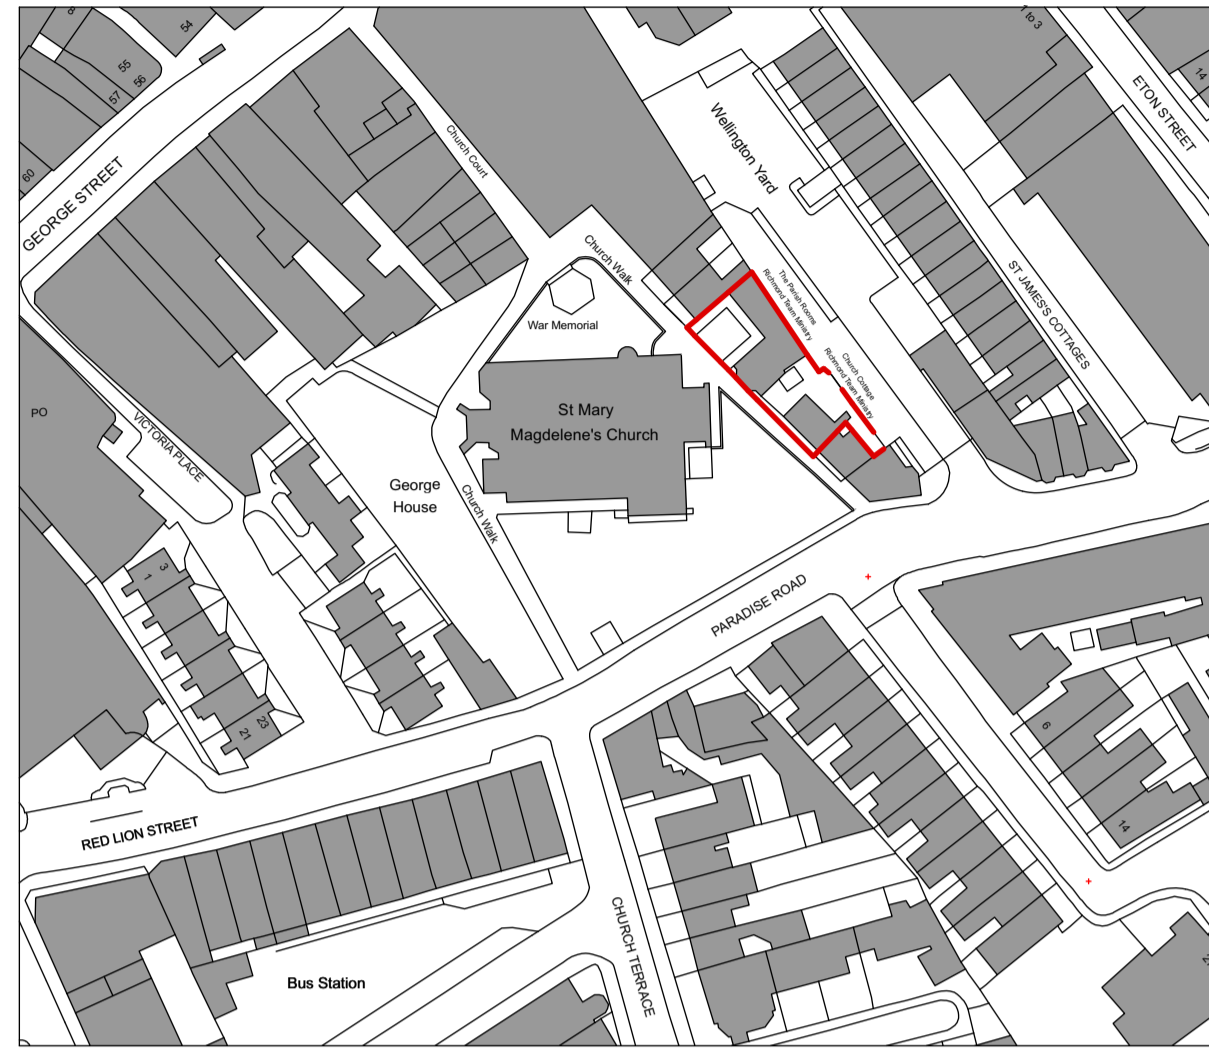 8
54
1 to 3
55
56
57
14
ETON STREET
60
GEORGE STREET
Church Court
Wellington Yard
Church Walk
The Parish Rooms
Richmond Team Ministry
ST JAMES'S COTTAGES
War Memorial
Church Cottage
Richmond Team Ministry
PO
VICTORIA PLACE
St Mary
Magdelene's Church
George
House
Church Walk
3
1
PARADISE ROAD
23
21
6
14
RED LION STREET
CHURCH TERRACE
Bus Station